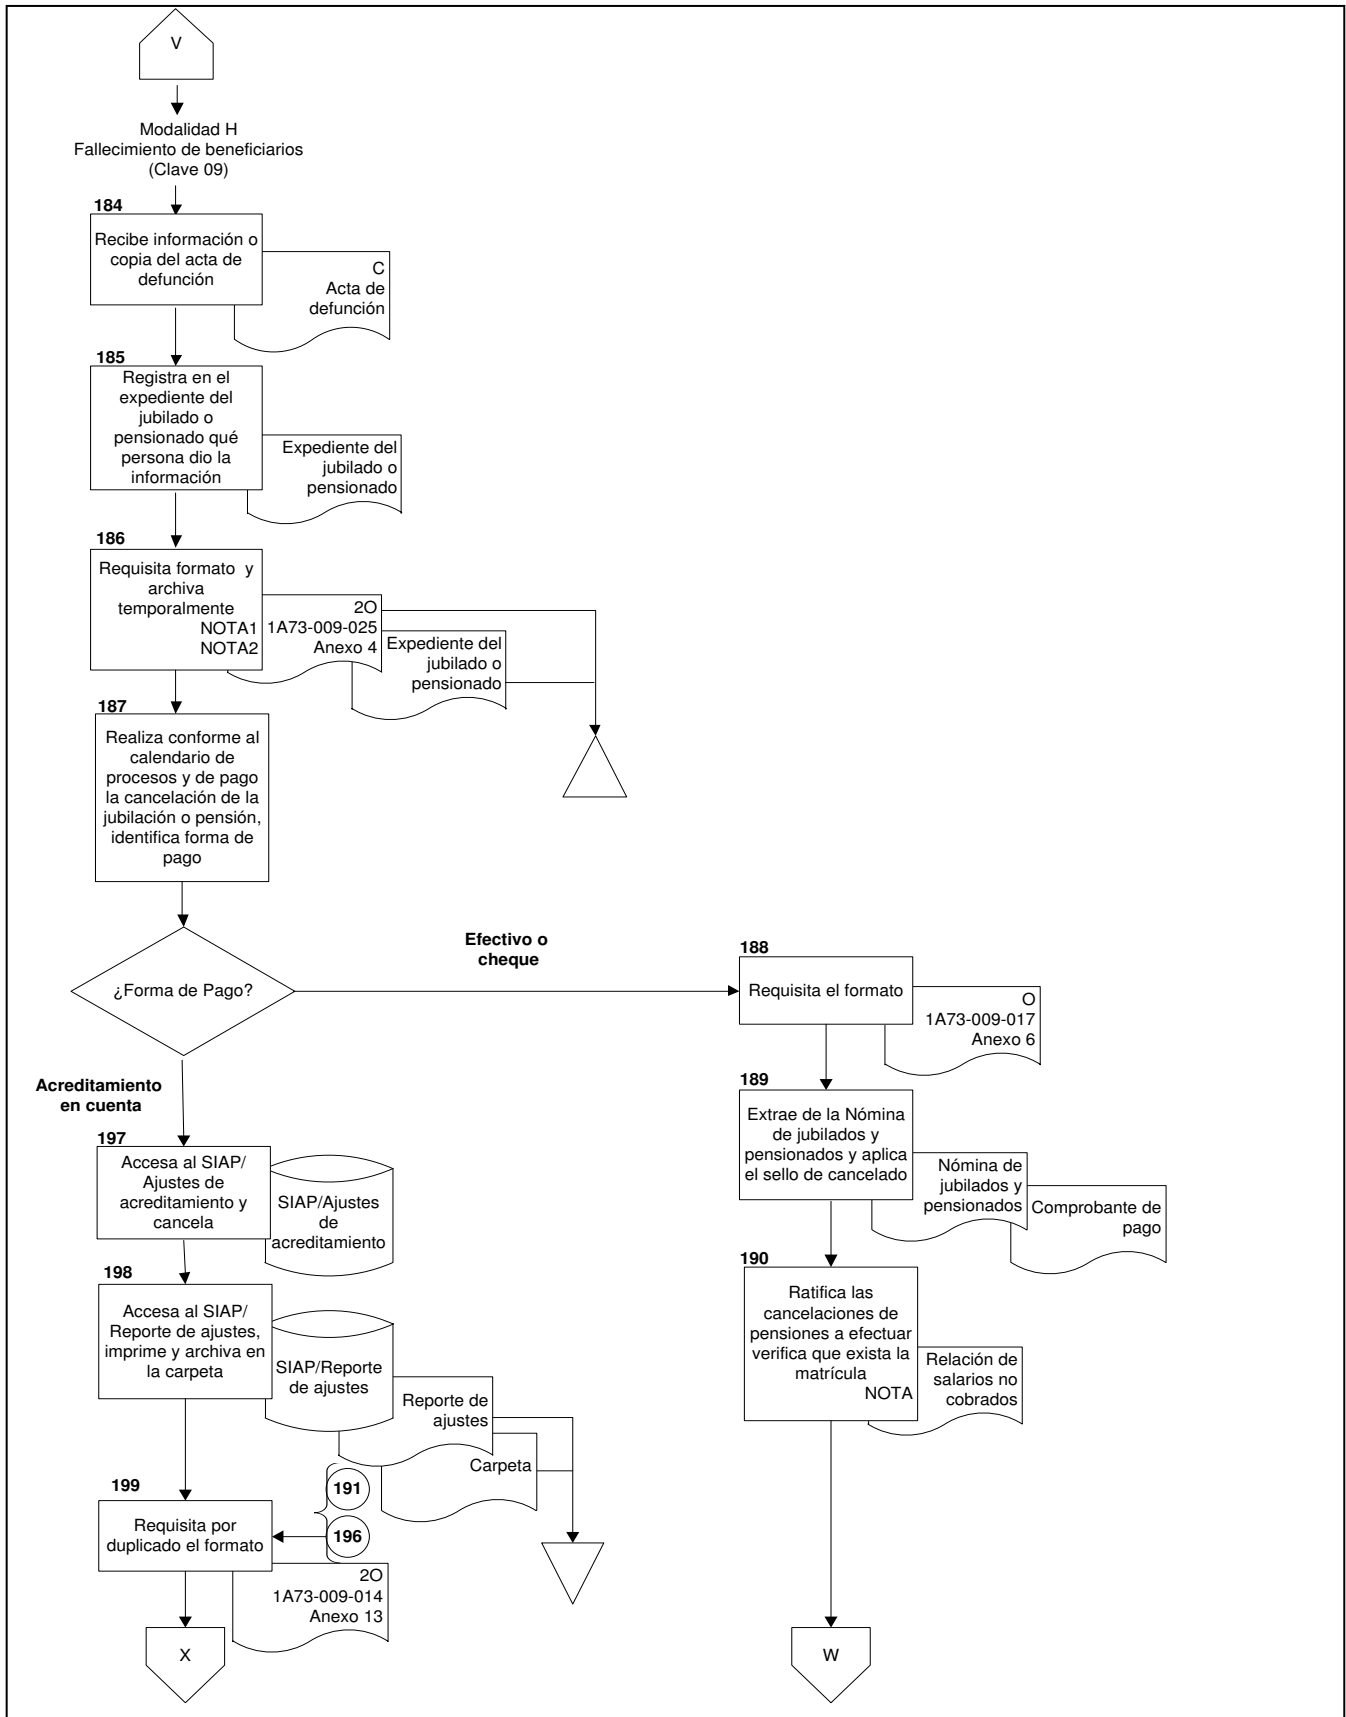 V
Modalidad H
Fallecimiento de beneficiarios
(Clave 09)
184
Recibe información o
copia del acta de
defunción
C
Acta de
defunción
185
Registra en el
expediente del
jubilado o
pensionado qué
persona dio la
información
Expediente del
jubilado o
pensionado
186
Requisita formato y
archiva
temporalmente
NOTA1
NOTA2
2O
1A73-009-025
Anexo 4
Expediente del
jubilado o
pensionado
187
Realiza conforme al
calendario de
procesos y de pago
la cancelación de la
jubilación o pensión,
identifica forma de
pago
¿Forma de Pago?
Efectivo o
cheque
188
Requisita el formato
O
1A73-009-017
Anexo 6
189
Extrae de la Nómina
de jubilados y
pensionados y aplica
el sello de cancelado
Nómina de
jubilados y
pensionados
Comprobante de
pago
190
Ratifica las
cancelaciones de
pensiones a efectuar
verifica que exista la
matrícula
NOTA
Relación de
salarios no
cobrados
W
Acreditamiento
en cuenta
197
Accesa al SIAP/
Ajustes de
acreditamiento y
cancela
SIAP/Ajustes
de
acreditamiento
198
Accesa al SIAP/
Reporte de ajustes,
imprime y archiva en
la carpeta
SIAP/Reporte
de ajustes
Reporte de
ajustes
Carpeta
199
Requisita por
duplicado el formato
191
196
2O
1A73-009-014
Anexo 13
X